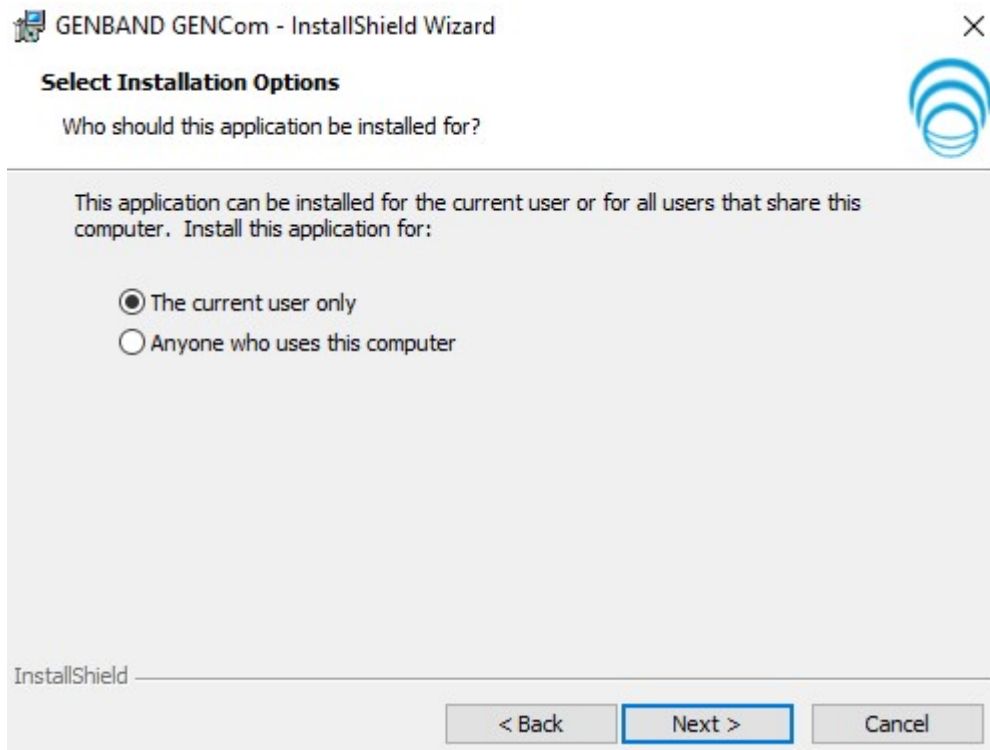 GENBAND GENCom - InstallShield Wizard
Select Installation Options
Who should this application be installed for?
This application can be installed for the current user or for all users that share this
computer. Install this application for:
The current user only
Anyone who uses this computer
InstallShield
< Back Next > Cancel